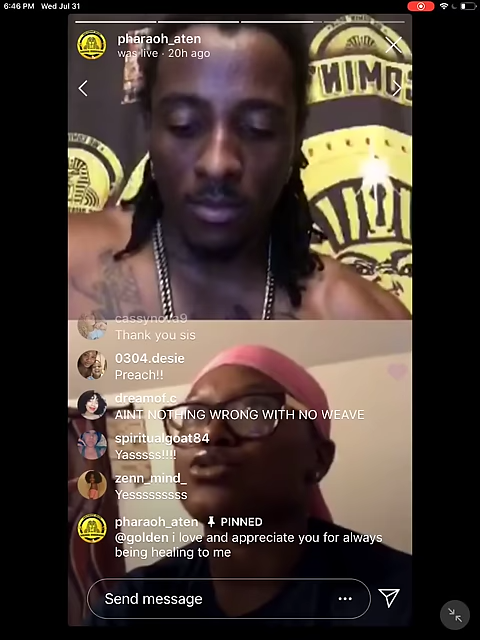 6:46 PM Wed Jul 31
pharaoh_aten
was live · 20h ago
cassynova9
Thank you sis
0304.desie
Preach!!
dreamof.c
AINT NOTHING WRONG WITH NO WEAVE
spiritualgoat84
Yasssss!!!!
zenn_mind_
Yesssssssss
pharaoh_aten PINNED
@golden i love and appreciate you for always
being healing to me
Send message